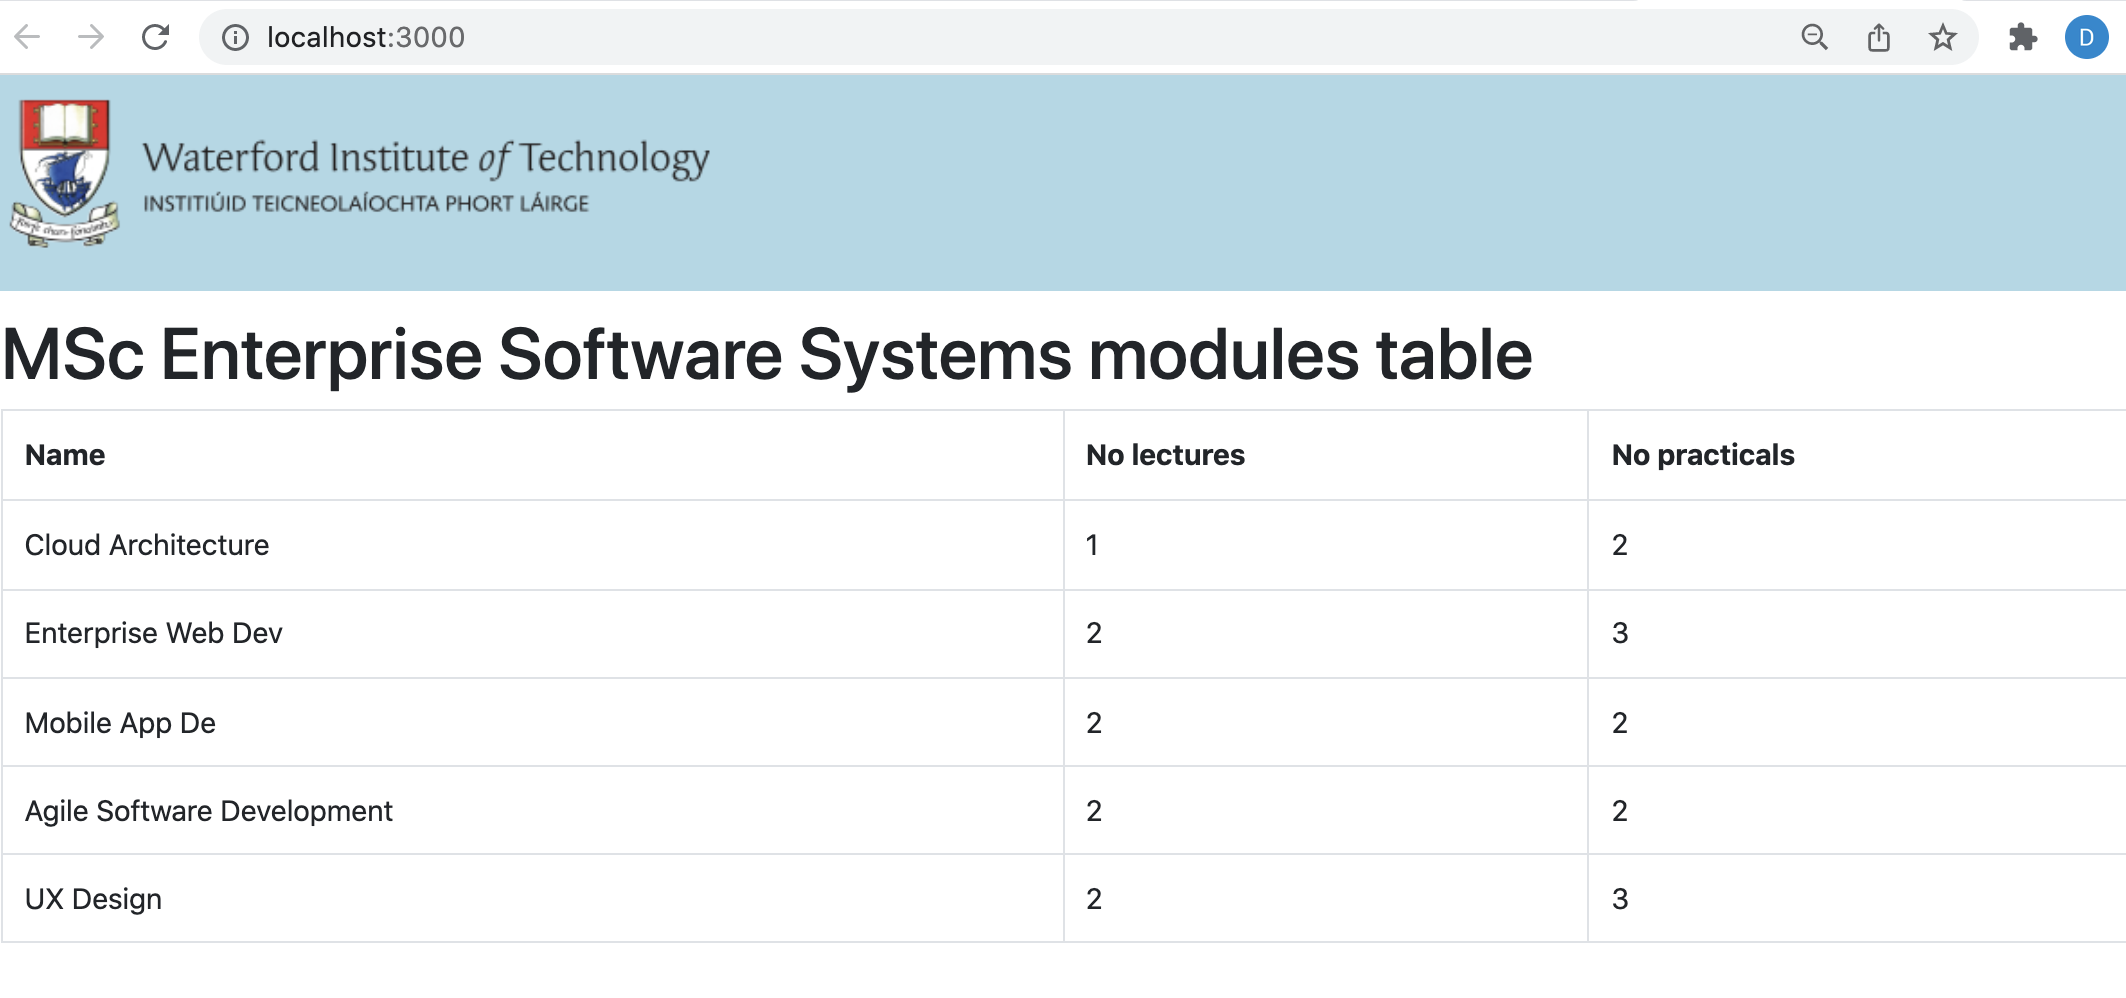 localhost:3000
D
Waterford Institute of Technology
INSTITIÚID TEICNEOLAÍOCHTA PHORT LÁIRGE
MSc Enterprise Software Systems modules table
Name No lectures No practicals
Cloud Architecture 1 2
Enterprise Web Dev 2 3
Mobile App De 2 2
Agile Software Development 2 2
UX Design 2 3